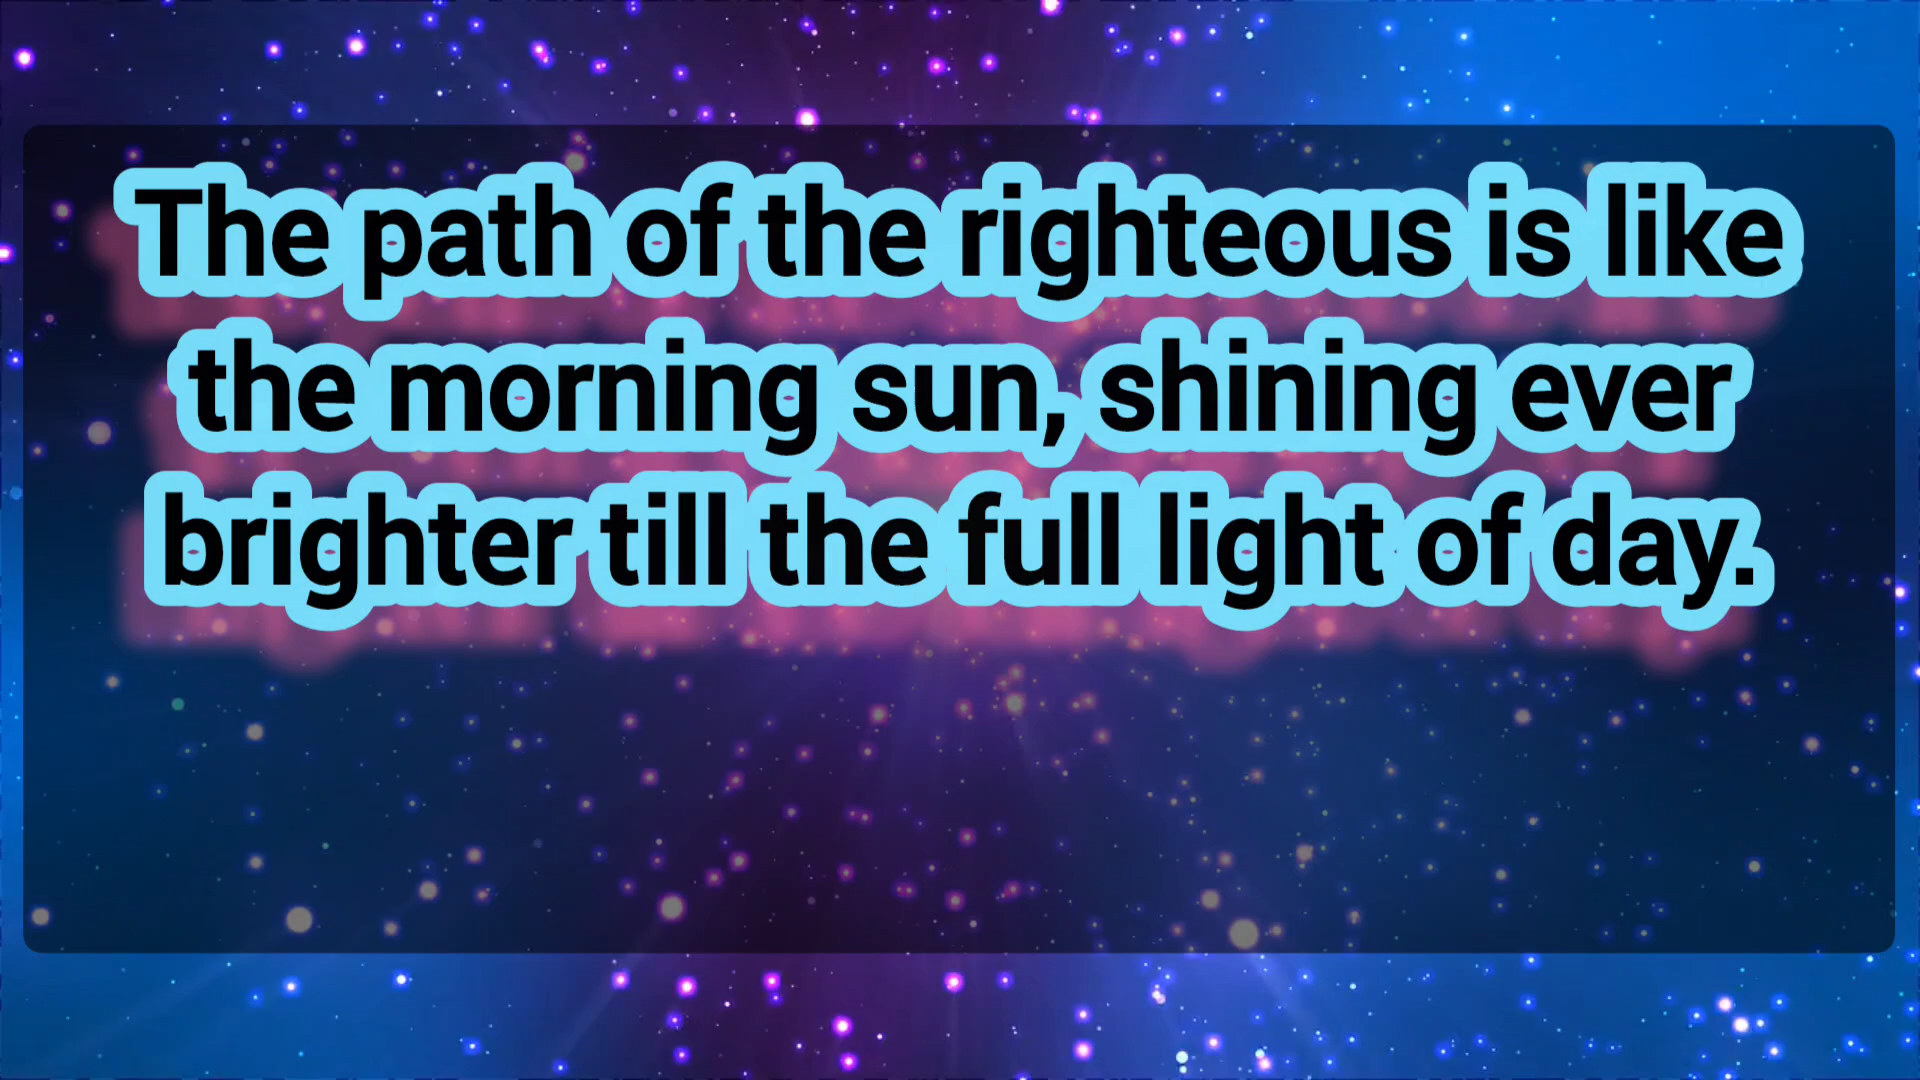 The path of the righteous is like
the morning sun, shining ever
brighter till the full light of day.